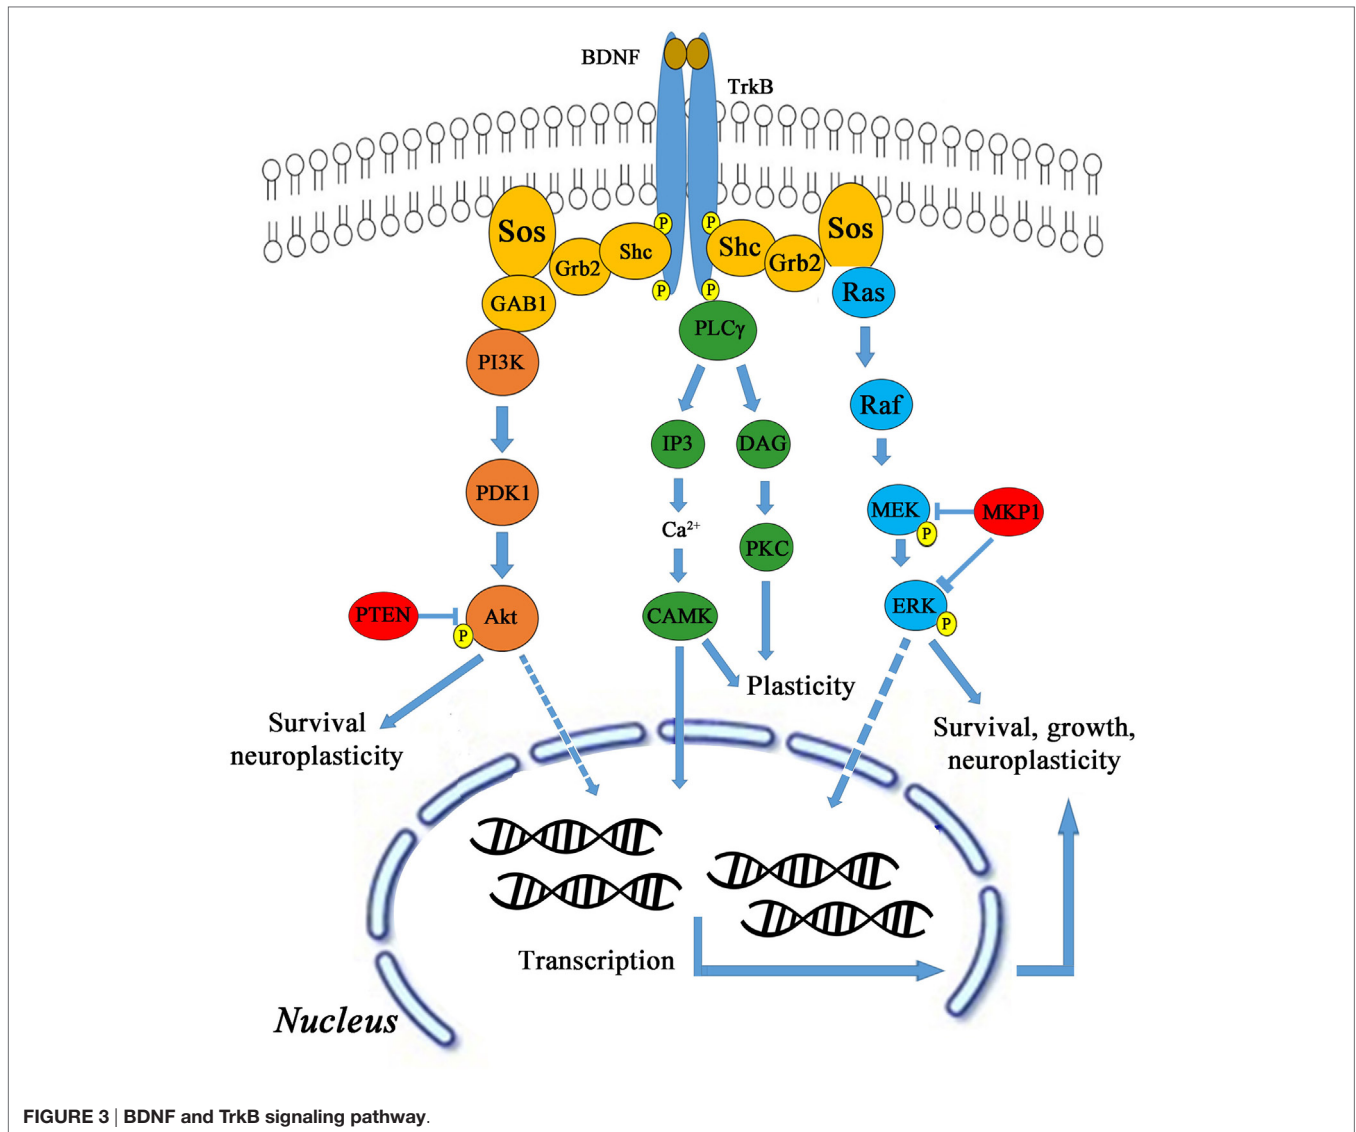 BDNF
TrkB
P
P
Sos
Grb2
Shc
Shc
Grb2
Sos
GAB1
P
P
Ras
PI3K
PLCγ
Raf
IP3
DAG
PDK1
MEK
P
MKP1
Ca²⁺
PKC
PTEN
Akt
P
CAMK
ERK
P
Plasticity
Survival
neuroplasticity
Survival, growth,
neuroplasticity
Transcription
Nucleus
FIGURE 3 | BDNF and TrkB signaling pathway.